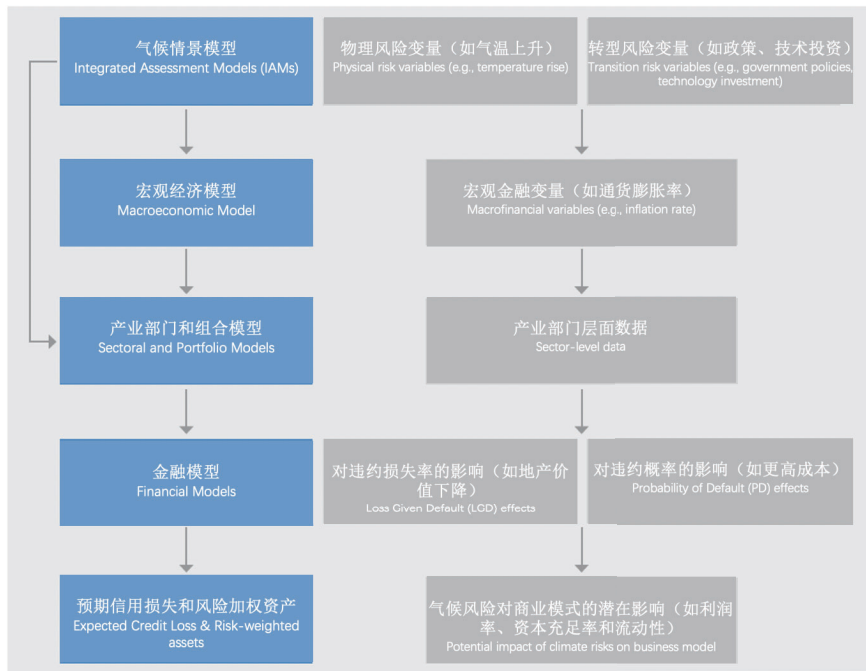 气候情景模型
Integrated Assessment Models (IAMs)
物理风险变量（如气温上升）
Physical risk variables (e.g., temperature rise)
转型风险变量（如政策、技术投资）
Transition risk variables (e.g., government policies,
technology investment)
宏观经济模型
Macroeconomic Model
宏观金融变量（如通货膨胀率）
Macrofinancial variables (e.g., inflation rate)
产业部门和组合模型
Sectoral and Portfolio Models
产业部门层面数据
Sector-level data
金融模型
Financial Models
对违约损失率的影响（如地产价
值下降）
Loss Given Default (LGD) effects
对违约概率的影响（如更高成本）
Probability of Default (PD) effects
预期信用损失和风险加权资产
Expected Credit Loss & Risk-weighted
assets
气候风险对商业模式的潜在影响（如利润
率、资本充足率和流动性）
Potential impact of climate risks on business model